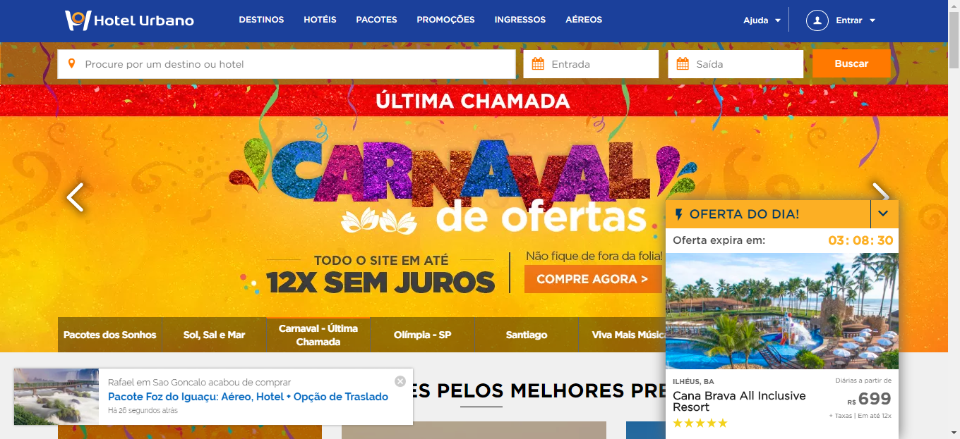 Hotel Urbano
DESTINOS HOTÉIS PACOTES PROMOÇÕES INGRESSOS AÉREOS
Ajuda Entrar
Procure por um destino ou hotel
Entrada
Saída
Buscar
ÚLTIMA CHAMADA
CARNAVAL
de ofertas
TODO O SITE EM ATÉ
12X SEM JUROS
Não fique de fora da folia!
COMPRE AGORA >
Pacotes dos Sonhos
Sol, Sal e Mar
Carnaval - Última
Chamada
Olímpia - SP
Santiago
Viva Mais Músic
OFERTA DO DIA!
Oferta expira em: 03: 08: 30
ILHÉUS, BA
Cana Brava All Inclusive
Resort
Diárias a partir de
R$ 699
+ Taxas | Em até 12x
Rafael em Sao Goncalo acabou de comprar
Pacote Foz do Iguaçu: Aéreo, Hotel + Opção de Traslado
Há 26 segundos atrás
ES PELOS MELHORES PRE